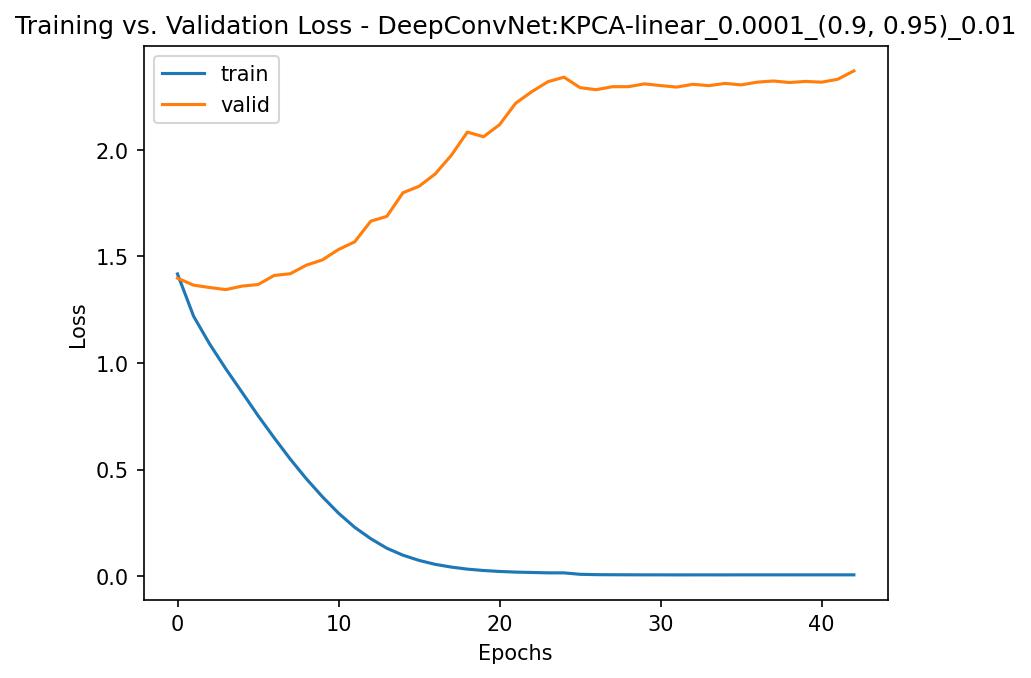 Training vs. Validation Loss - DeepConvNet:KPCA-linear_0.0001_(0.9, 0.95)_0.01
train
valid
2.0
1.5
1.0
0.5
0.0
Loss
0 10 20 30 40
Epochs